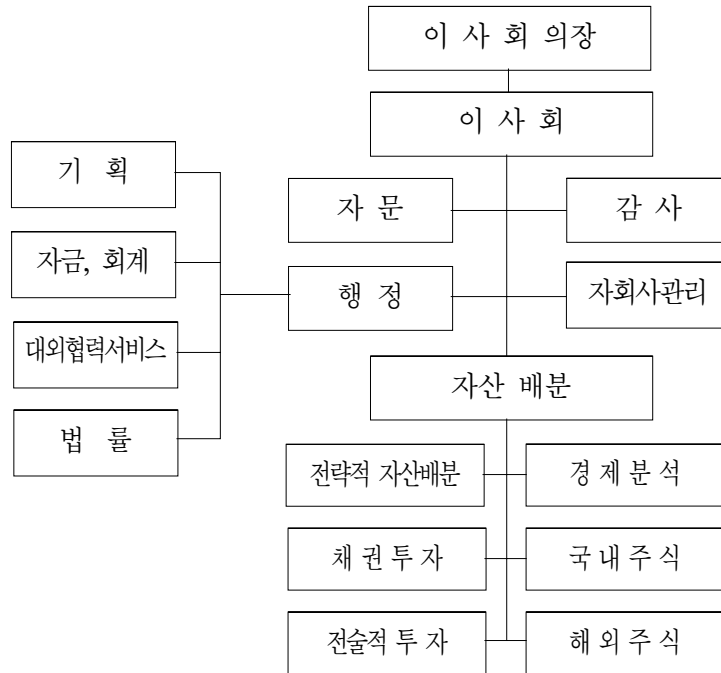 이 사 회 의장
이 사 회
기 획
자 문
감 사
자금, 회계
행 정
자회사관리
대외협력서비스
자산 배분
법 률
전략적 자산배분
경 제 분 석
채 권 투 자
국 내 주 식
전술적 투 자
해 외 주 식